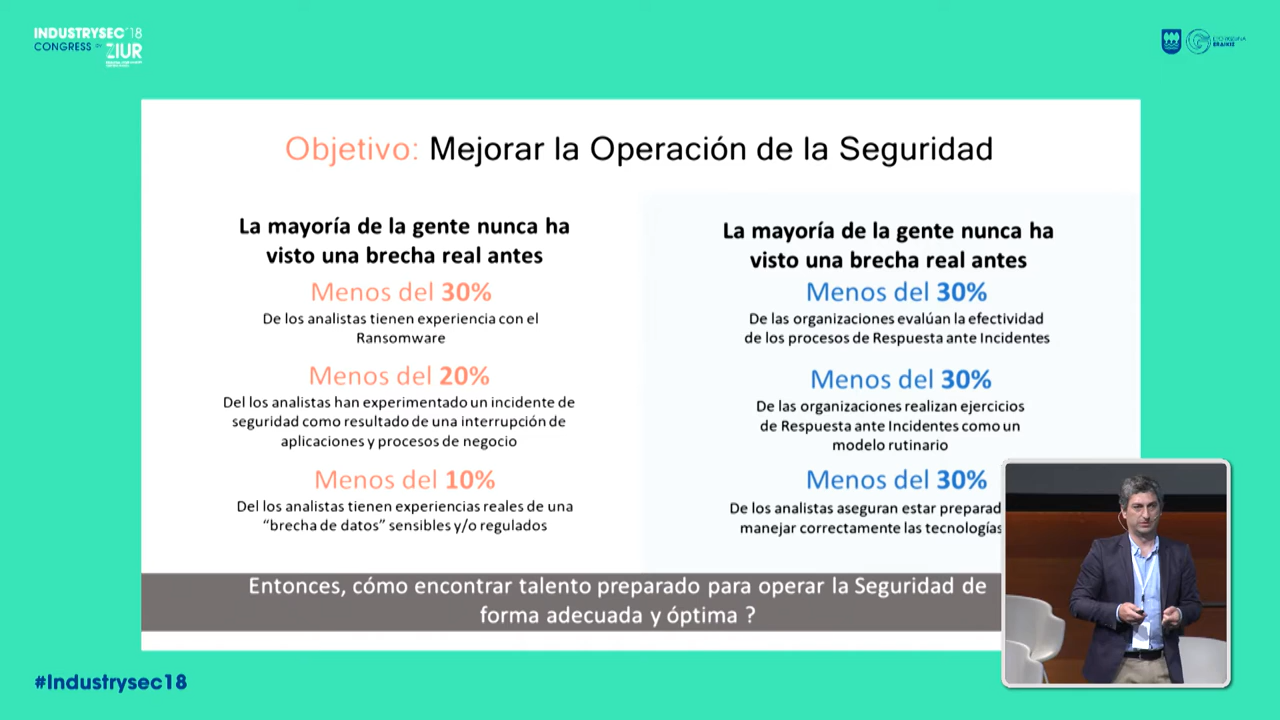 INDUSTRYSEC'18
CONGRESS BY ZIUR
Objetivo: Mejorar la Operación de la Seguridad
La mayoría de la gente nunca ha
visto una brecha real antes
Menos del 30%
De los analistas tienen experiencia con el
Ransomware
Menos del 20%
Del los analistas han experimentado un incidente de
seguridad como resultado de una interrupción de
aplicaciones y procesos de negocio
Menos del 10%
Del los analistas tienen experiencias reales de una
“brecha de datos” sensibles y/o regulados
La mayoría de la gente nunca ha
visto una brecha real antes
Menos del 30%
De las organizaciones evalúan la efectividad
de los procesos de Respuesta ante Incidentes
Menos del 30%
De las organizaciones realizan ejercicios
de Respuesta ante Incidentes como un
modelo rutinario
Menos del 30%
De los analistas aseguran estar preparad
manejar correctamente las tecnologías
Entonces, cómo encontrar talento preparado para operar la Seguridad de
forma adecuada y óptima ?
#Industrysec18